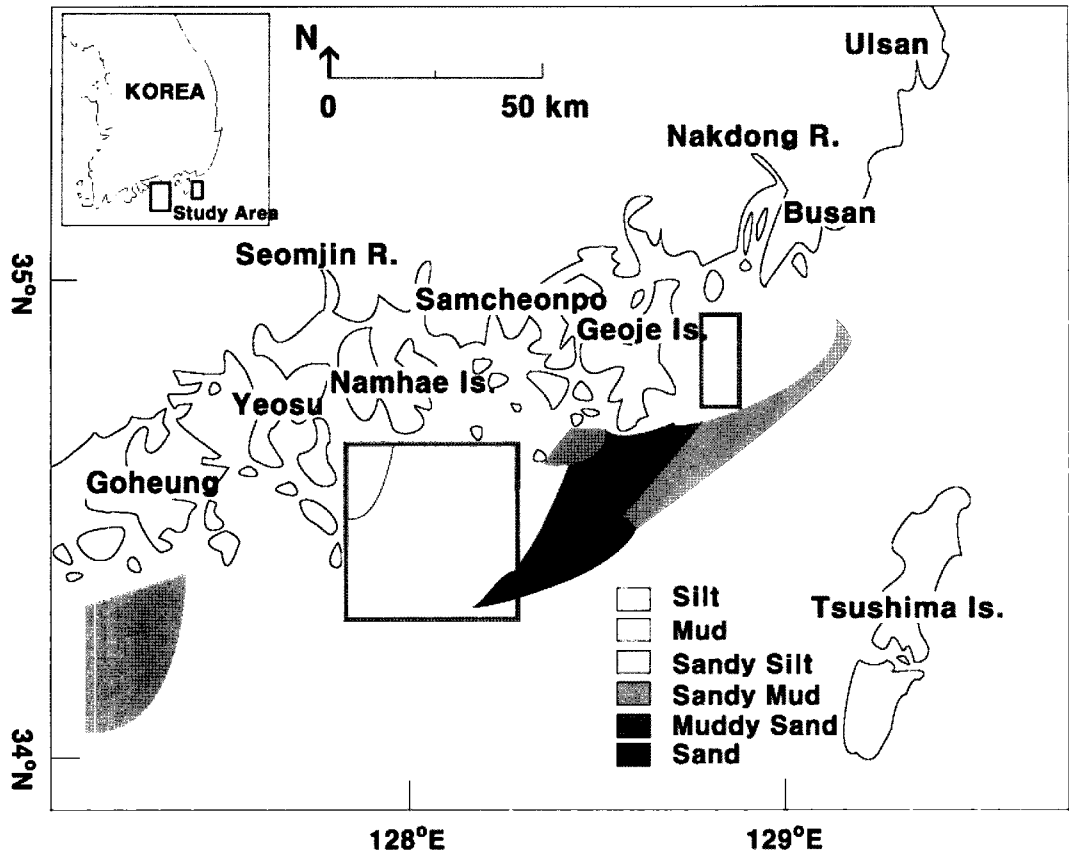 KOREA
Study Area
N
0
50 km
Ulsan
Nakdong R.
Busan
35°N
Seomjin R.
Samcheonpo
Geoje Is.
Namhae Is.
Yeosu
Goheung
Tsushima Is.
Silt
Mud
Sandy Silt
Sandy Mud
Muddy Sand
Sand
34°N
128°E
129°E